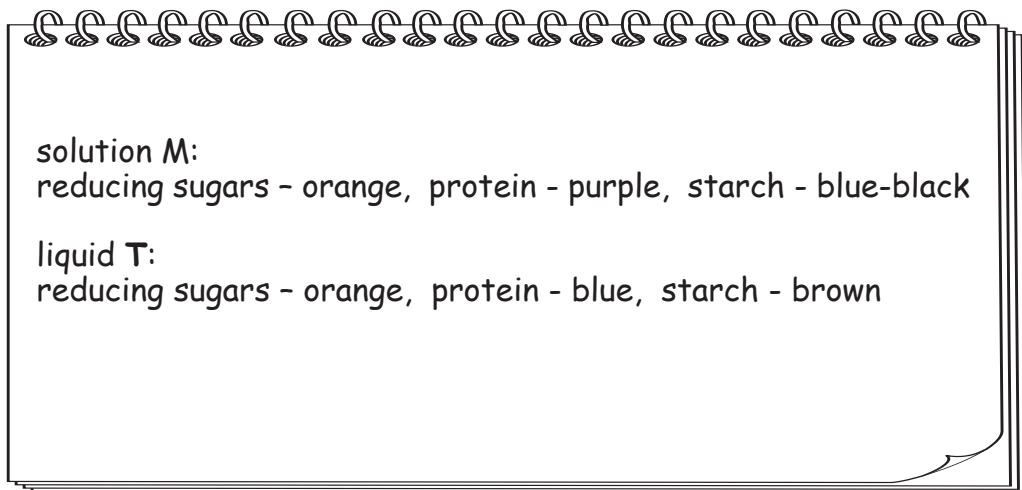 solution M:
reducing sugars – orange, protein - purple, starch - blue-black
liquid T:
reducing sugars – orange, protein - blue, starch - brown